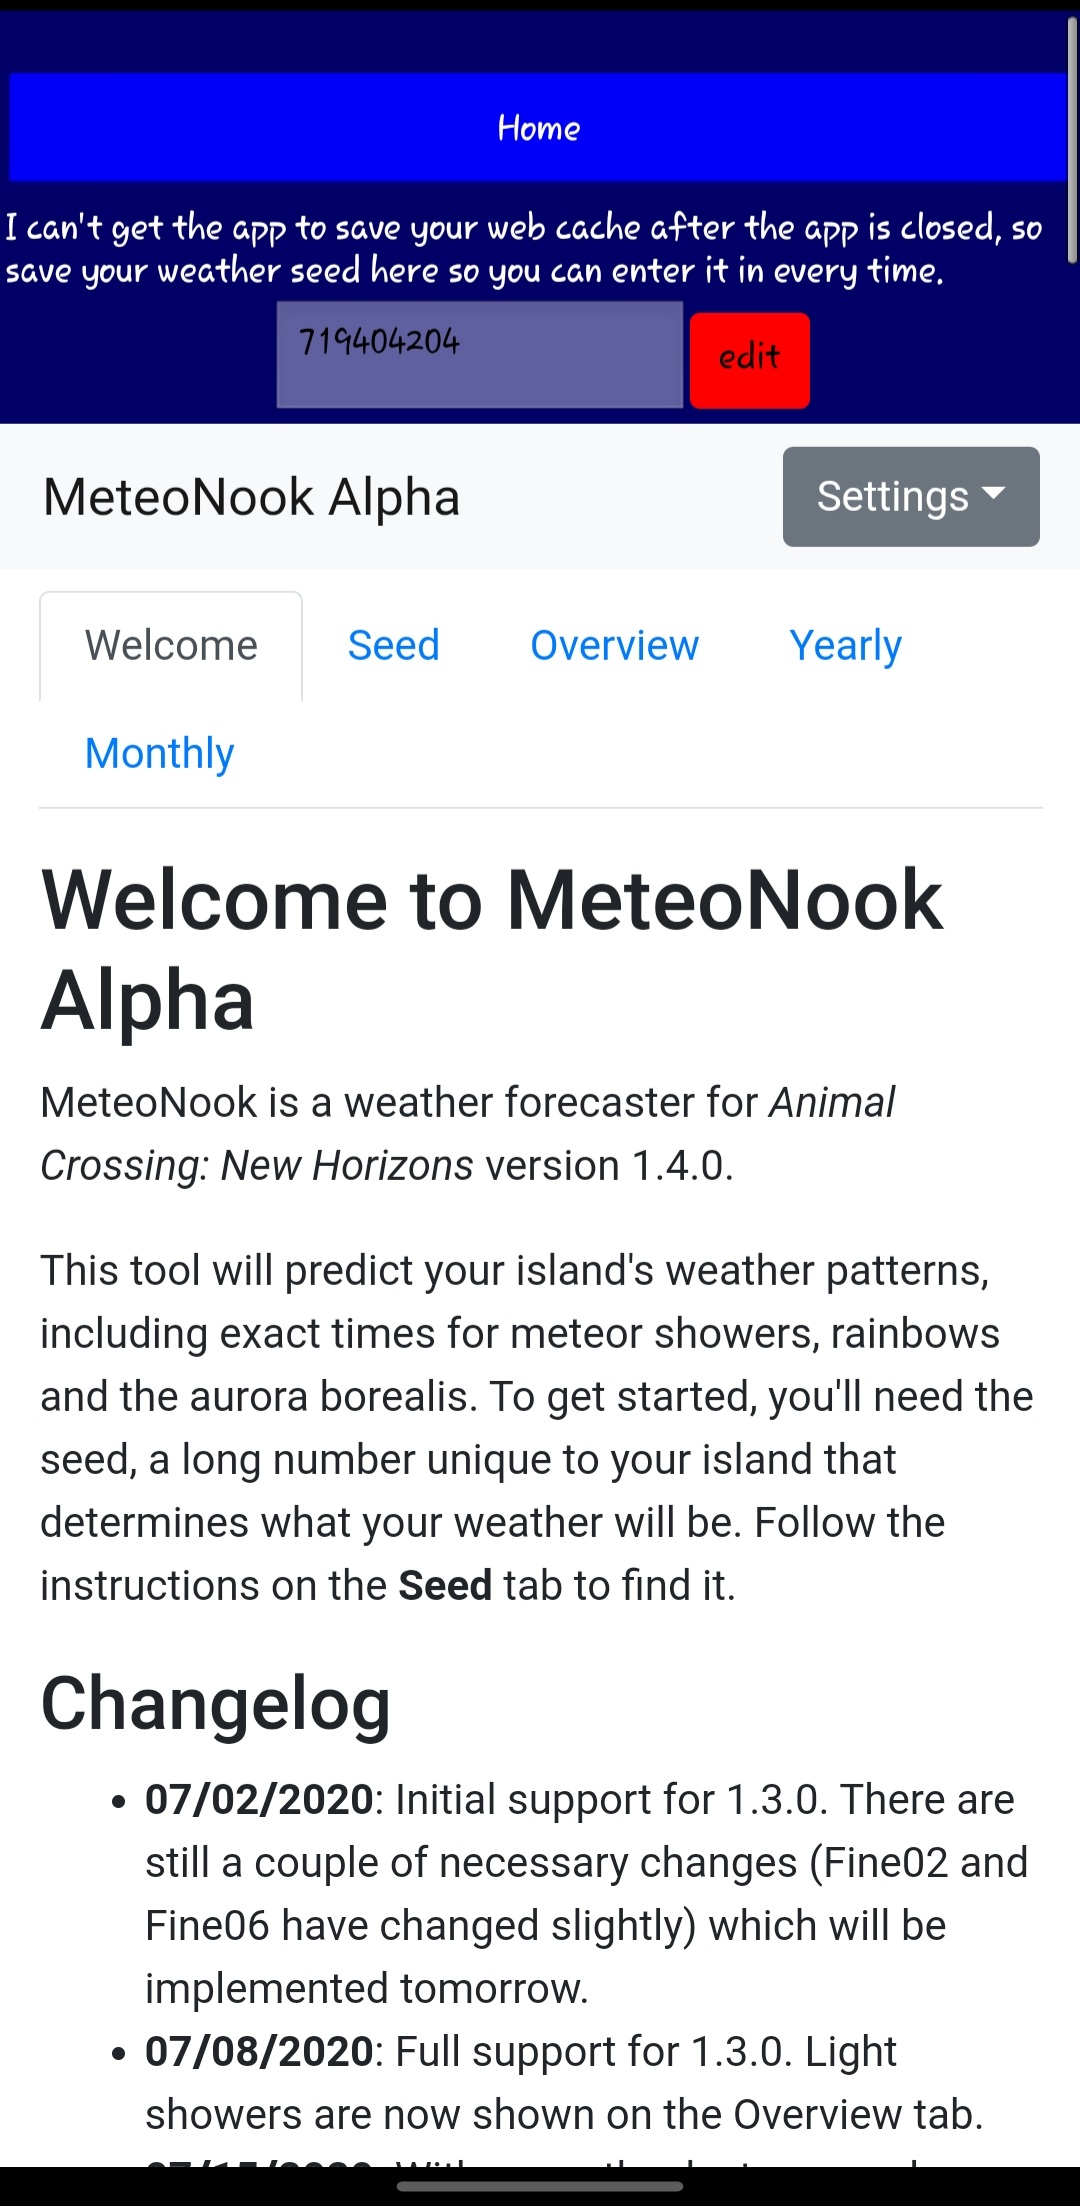 Home
I can't get the app to save your web cache after the app is closed, so
save your weather seed here so you can enter it in every time.
719404204
edit
MeteoNook Alpha
Settings
Welcome
Seed
Overview
Yearly
Monthly
Welcome to MeteoNook
Alpha
MeteoNook is a weather forecaster for Animal
Crossing: New Horizons version 1.4.0.
This tool will predict your island's weather patterns,
including exact times for meteor showers, rainbows
and the aurora borealis. To get started, you'll need the
seed, a long number unique to your island that
determines what your weather will be. Follow the
instructions on the Seed tab to find it.
Changelog
• 07/02/2020: Initial support for 1.3.0. There are
still a couple of necessary changes (Fine02 and
Fine06 have changed slightly) which will be
implemented tomorrow.
• 07/08/2020: Full support for 1.3.0. Light
showers are now shown on the Overview tab.